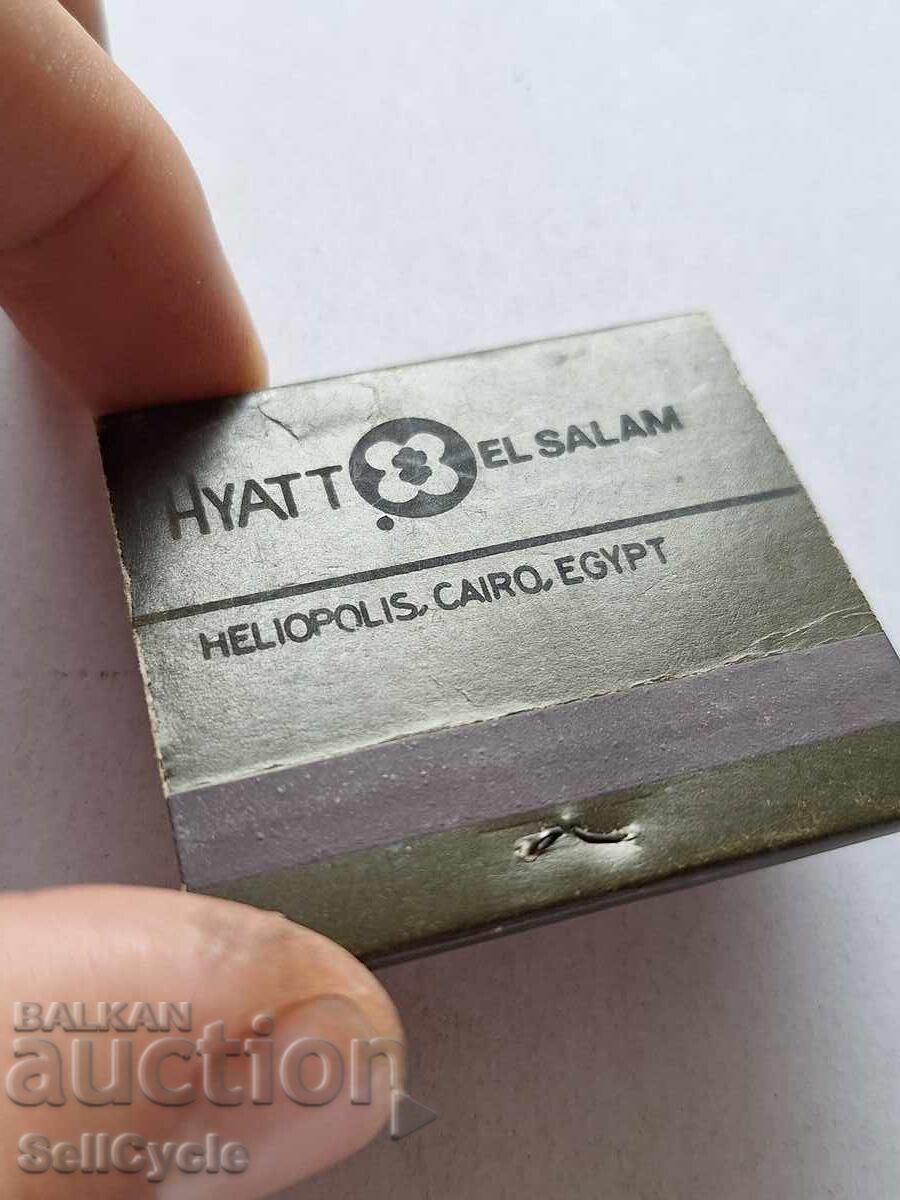 HYATT EL SALAM
HELIOPOLIS, CAIRO, EGYPT
BALKAN
auction
SellCycle